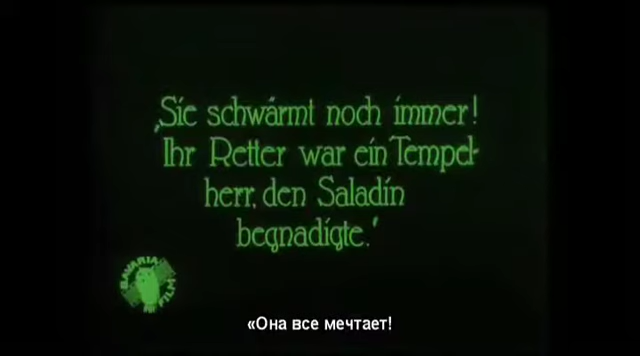 ‚Sie schwärmt noch immer!
Ihr Retter war ein Tempel-
herr, den Saladin
begnadigte.‘
BAVARIA
FILM
«Она все мечтает!